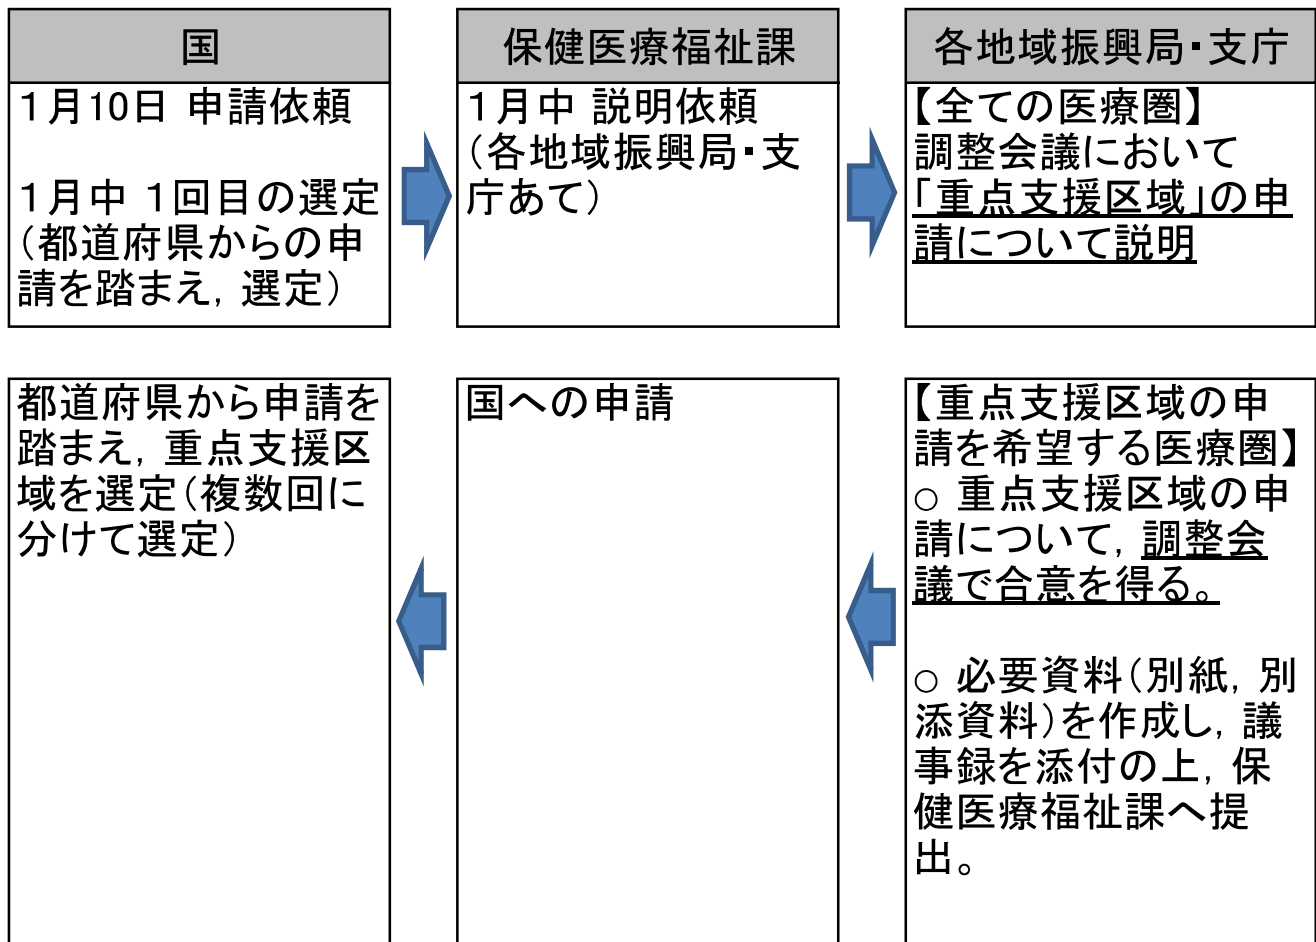 国
保健医療福祉課
各地域振興局・支庁
１月10日 申請依頼
１月中 １回目の選定
（都道府県からの申
請を踏まえ，選定）
１月中 説明依頼
（各地域振興局・支
庁あて）
【全ての医療圏】
調整会議において
「重点支援区域」の申
請について説明
都道府県から申請を
踏まえ，重点支援区
域を選定（複数回に
分けて選定）
国への申請
【重点支援区域の申
請を希望する医療圏】
○ 重点支援区域の申
請について，調整会
議で合意を得る。
○ 必要資料（別紙，別
添資料）を作成し，議
事録を添付の上，保
健医療福祉課へ提
出。